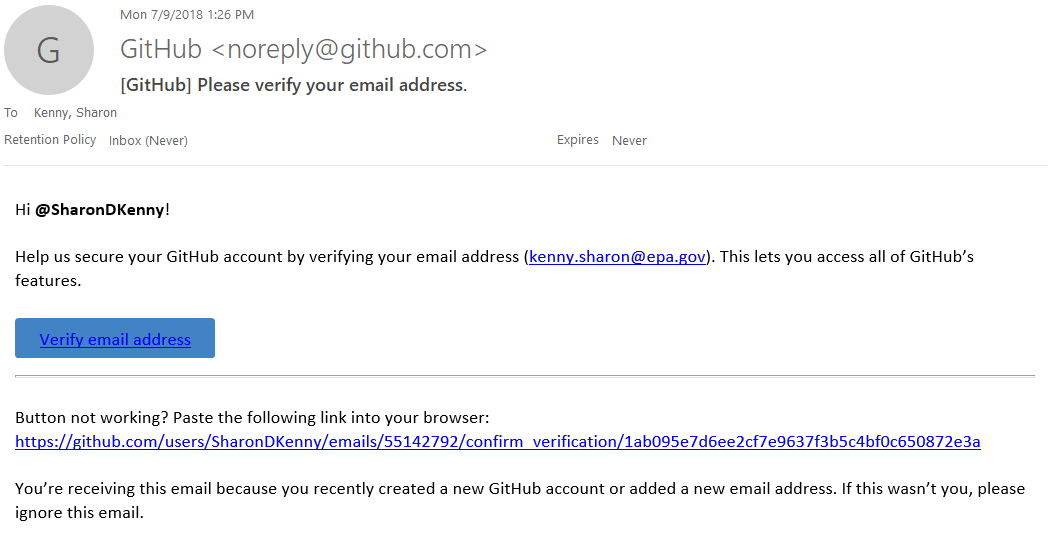 G
Mon 7/9/2018 1:26 PM
GitHub <noreply@github.com>
[GitHub] Please verify your email address.
To Kenny, Sharon
Retention Policy Inbox (Never) Expires Never
Hi @SharonDKenny!
Help us secure your GitHub account by verifying your email address (kenny.sharon@epa.gov). This lets you access all of GitHub's
features.
Verify email address
Button not working? Paste the following link into your browser:
https://github.com/users/SharonDKenny/emails/55142792/confirm_verification/1ab095e7d6ee2cf7e9637f3b5c4bf0c650872e3a
You're receiving this email because you recently created a new GitHub account or added a new email address. If this wasn't you, please
ignore this email.